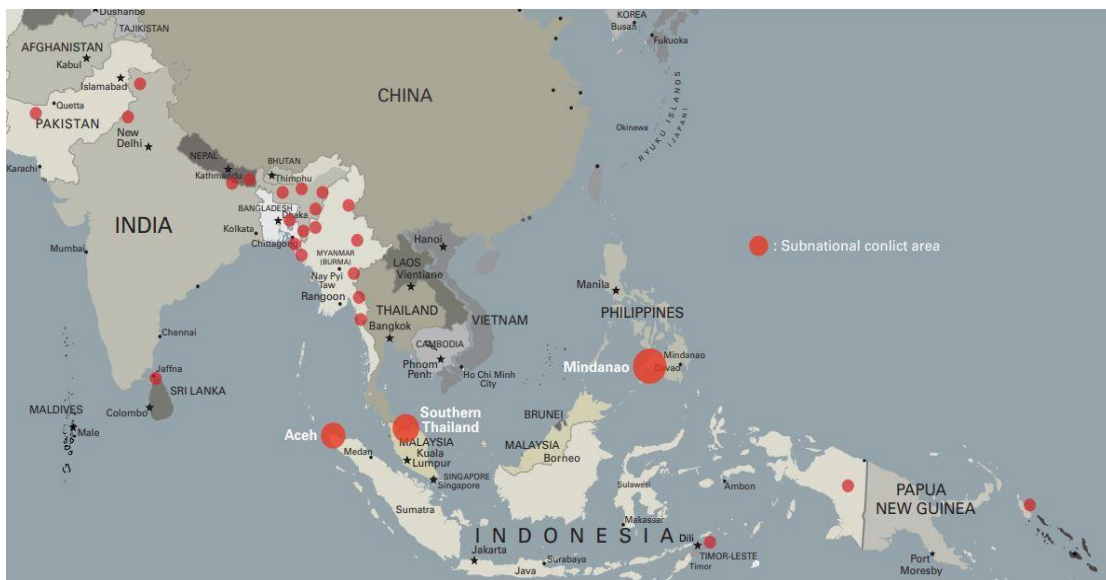 Dushanbe
TAJIKISTAN
AFGHANISTAN
Kabul
Islamabad
Quetta
PAKISTAN
New
Delhi
Karachi
NEPAL
Kathmandu
BHUTAN
Thimphu
BANGLADESH
Dhaka
INDIA
Kolkata
Chittagong
Mumbai
CHINA
KOREA
Busan
Fukuoka
Okinawa
RYUKU ISLANDS
(JAPAN)
: Subnational conlict area
MYANMAR
(BURMA)
Nay Pyi
Taw
Rangoon
Hanoi
LAOS
Vientiane
THAILAND
Bangkok
VIETNAM
CAMBODIA
Phnom
Penh
Ho Chi Minh
City
Manila
PHILIPPINES
Mindanao
Mindanao
Davao
Chennai
Jaffna
SRI LANKA
Colombo
MALDIVES
Male
Aceh
Medan
Southern
Thailand
MALAYSIA
Kuala
Lumpur
SINGAPORE
Singapore
BRUNEI
MALAYSIA
Borneo
Sumatra
Sulawesi
Ambon
Makassar
INDONESIA
Jakarta
Java
Surabaya
Dili
TIMOR-LESTE
Timor
PAPUA
NEW GUINEA
Port
Moresby